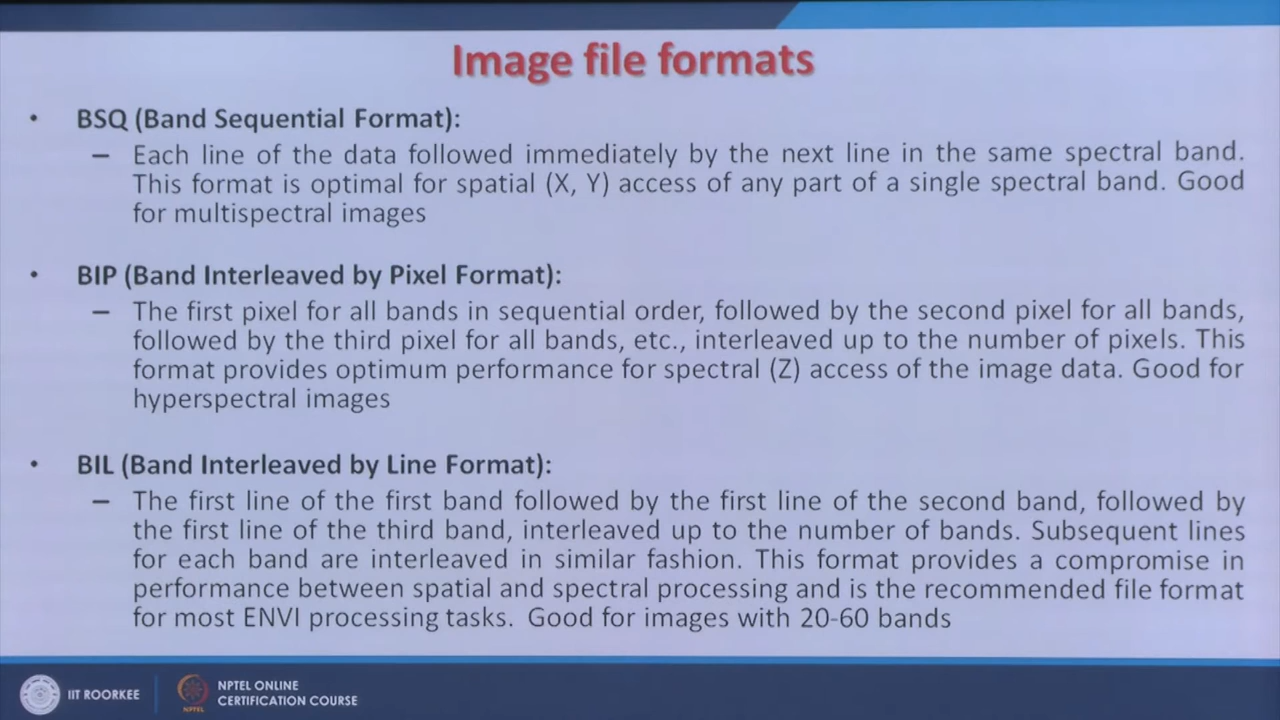 Image file formats
• BSQ (Band Sequential Format):
– Each line of the data followed immediately by the next line in the same spectral band.
This format is optimal for spatial (X, Y) access of any part of a single spectral band. Good
for multispectral images
• BIP (Band Interleaved by Pixel Format):
– The first pixel for all bands in sequential order, followed by the second pixel for all bands,
followed by the third pixel for all bands, etc., interleaved up to the number of pixels. This
format provides optimum performance for spectral (Z) access of the image data. Good for
hyperspectral images
• BIL (Band Interleaved by Line Format):
– The first line of the first band followed by the first line of the second band, followed by
the first line of the third band, interleaved up to the number of bands. Subsequent lines
for each band are interleaved in similar fashion. This format provides a compromise in
performance between spatial and spectral processing and is the recommended file format
for most ENVI processing tasks. Good for images with 20-60 bands
IIT ROORKEE
NPTEL
NPTEL ONLINE
CERTIFICATION COURSE